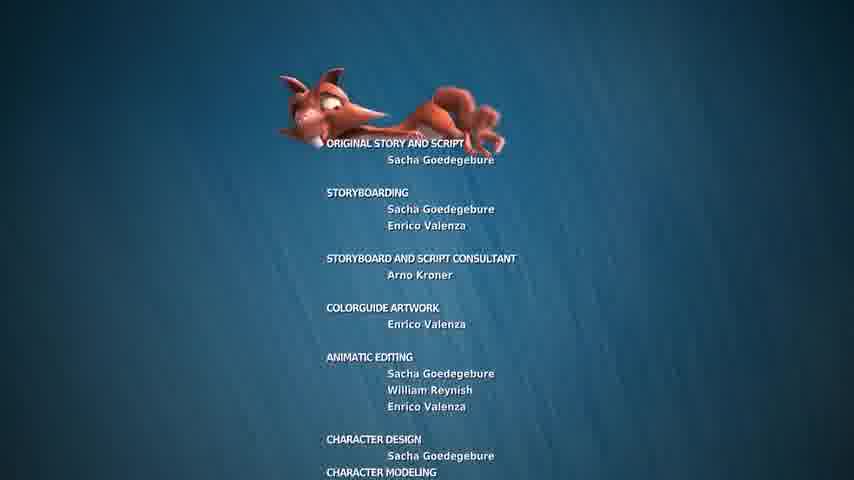 ORIGINAL STORY AND SCRIPT
Sacha Goedegebure
STORYBOARDING
Sacha Goedegebure
Enrico Valenza
STORYBOARD AND SCRIPT CONSULTANT
Arno Kroner
COLORGUIDE ARTWORK
Enrico Valenza
ANIMATIC EDITING
Sacha Goedegebure
William Reynish
Enrico Valenza
CHARACTER DESIGN
Sacha Goedegebure
CHARACTER MODELING